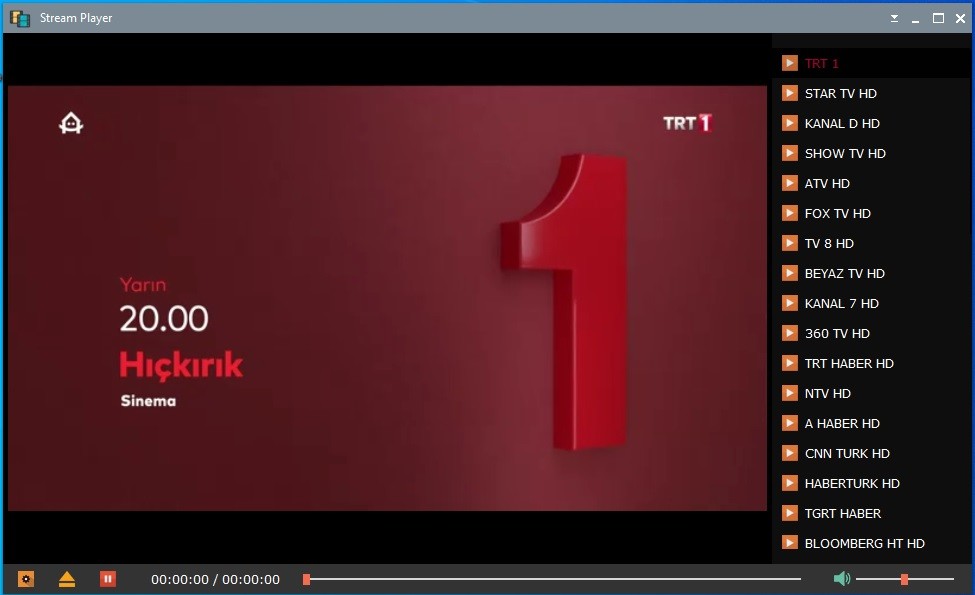 Stream Player
TRT 1
Yarın
20.00
Hıçkırık
Sinema
TRT 1
STAR TV HD
KANAL D HD
SHOW TV HD
ATV HD
FOX TV HD
TV 8 HD
BEYAZ TV HD
KANAL 7 HD
360 TV HD
TRT HABER HD
NTV HD
A HABER HD
CNN TURK HD
HABERTURK HD
TGRT HABER
BLOOMBERG HT HD
00:00:00 / 00:00:00